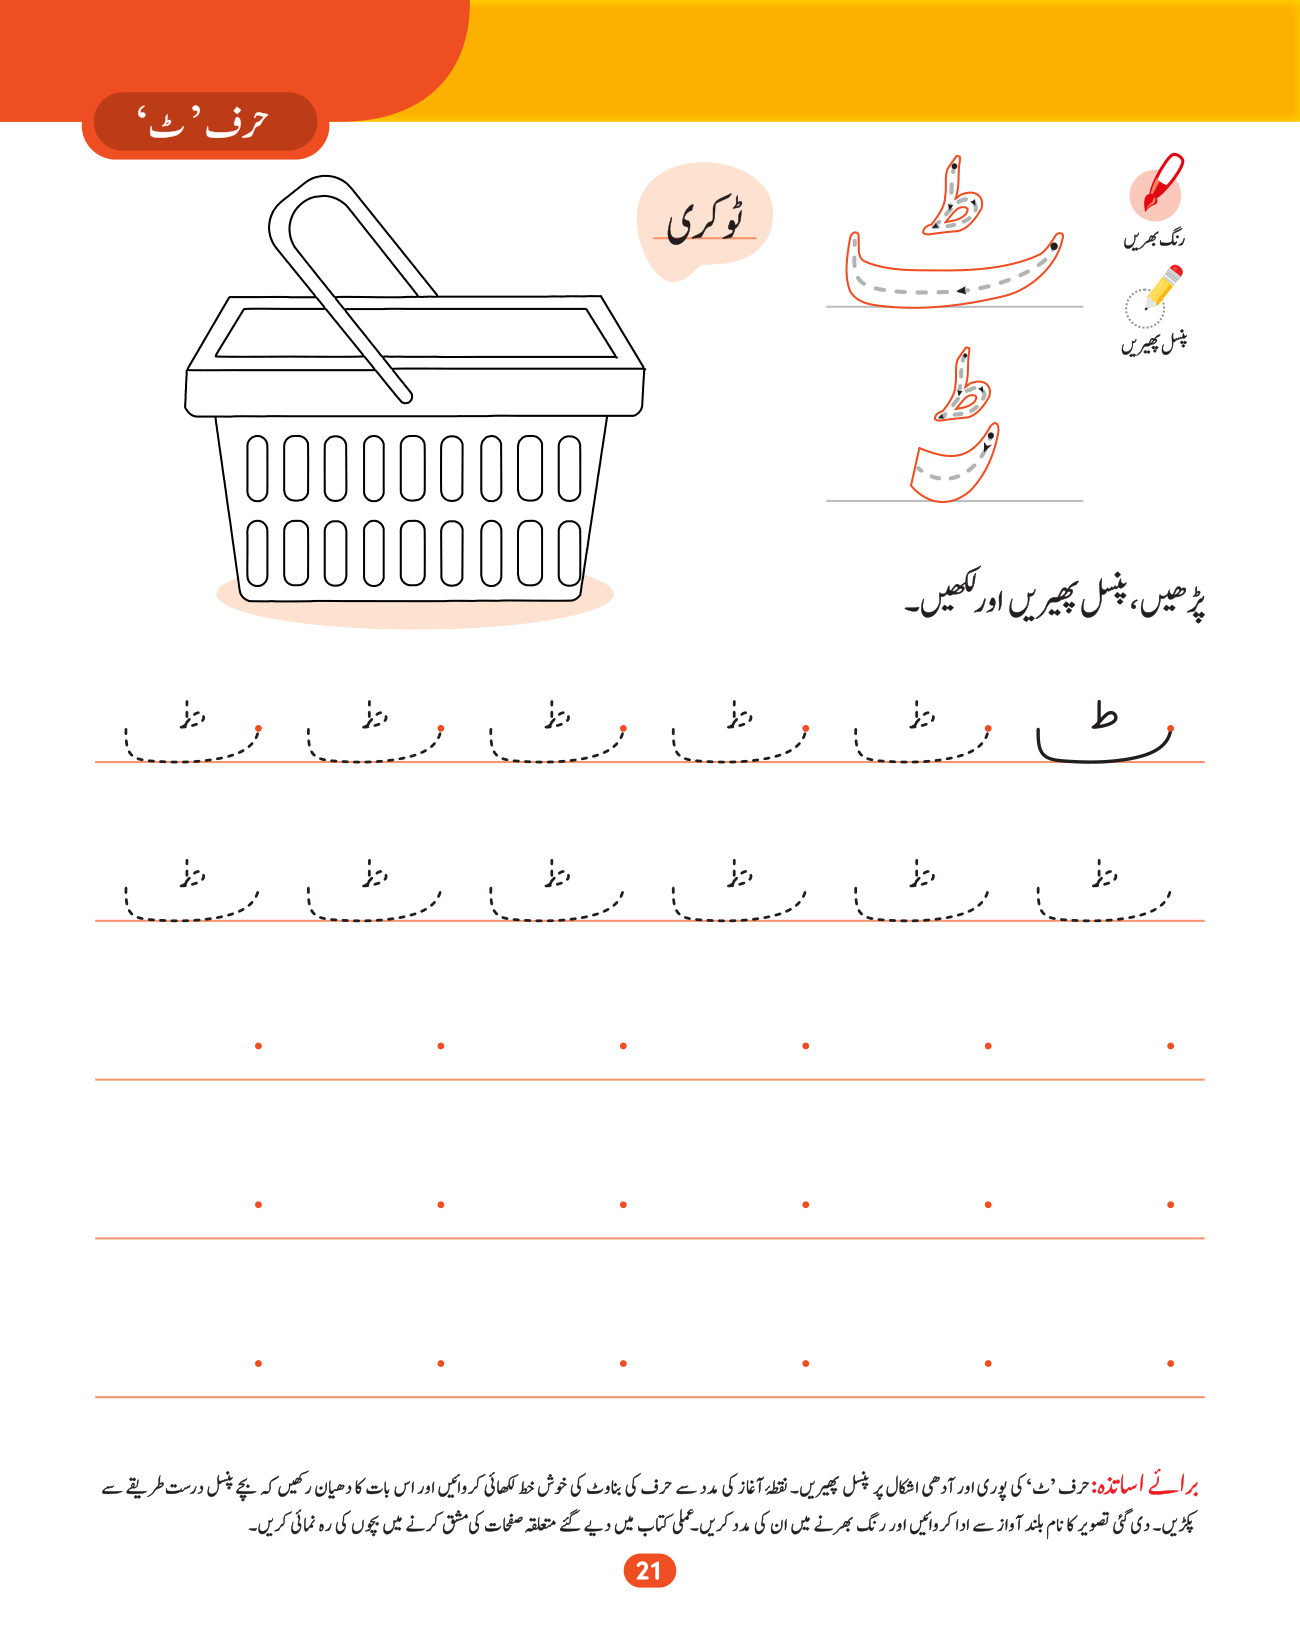 حرف ’ٹ‘
رنگ بھریں
پنسل پھیریں
ٹوکری
ٹ
ٹ
پڑھیں، پنسل پھیریں اور لکھیں۔
ٹ ٹ ٹ ٹ ٹ ٹ
ٹ ٹ ٹ ٹ ٹ ٹ
برائے اساتذہ: حرف ’ٹ‘ کی پوری اور آدھی اشکال پر پنسل پھیریں۔ نقطۂ آغاز کی مدد سے حرف کی بناوٹ کی خوش خط لکھائی کروائیں اور اس بات کا دھیان رکھیں کہ بچے پنسل درست طریقے سے
پکڑیں۔ دی گئی تصویر کا نام بلند آواز سے ادا کروائیں اور رنگ بھرنے میں ان کی مدد کریں۔ عملی کتاب میں دیے گئے متعلقہ صفحات کی مشق کرنے میں بچوں کی رہ نمائی کریں۔
21